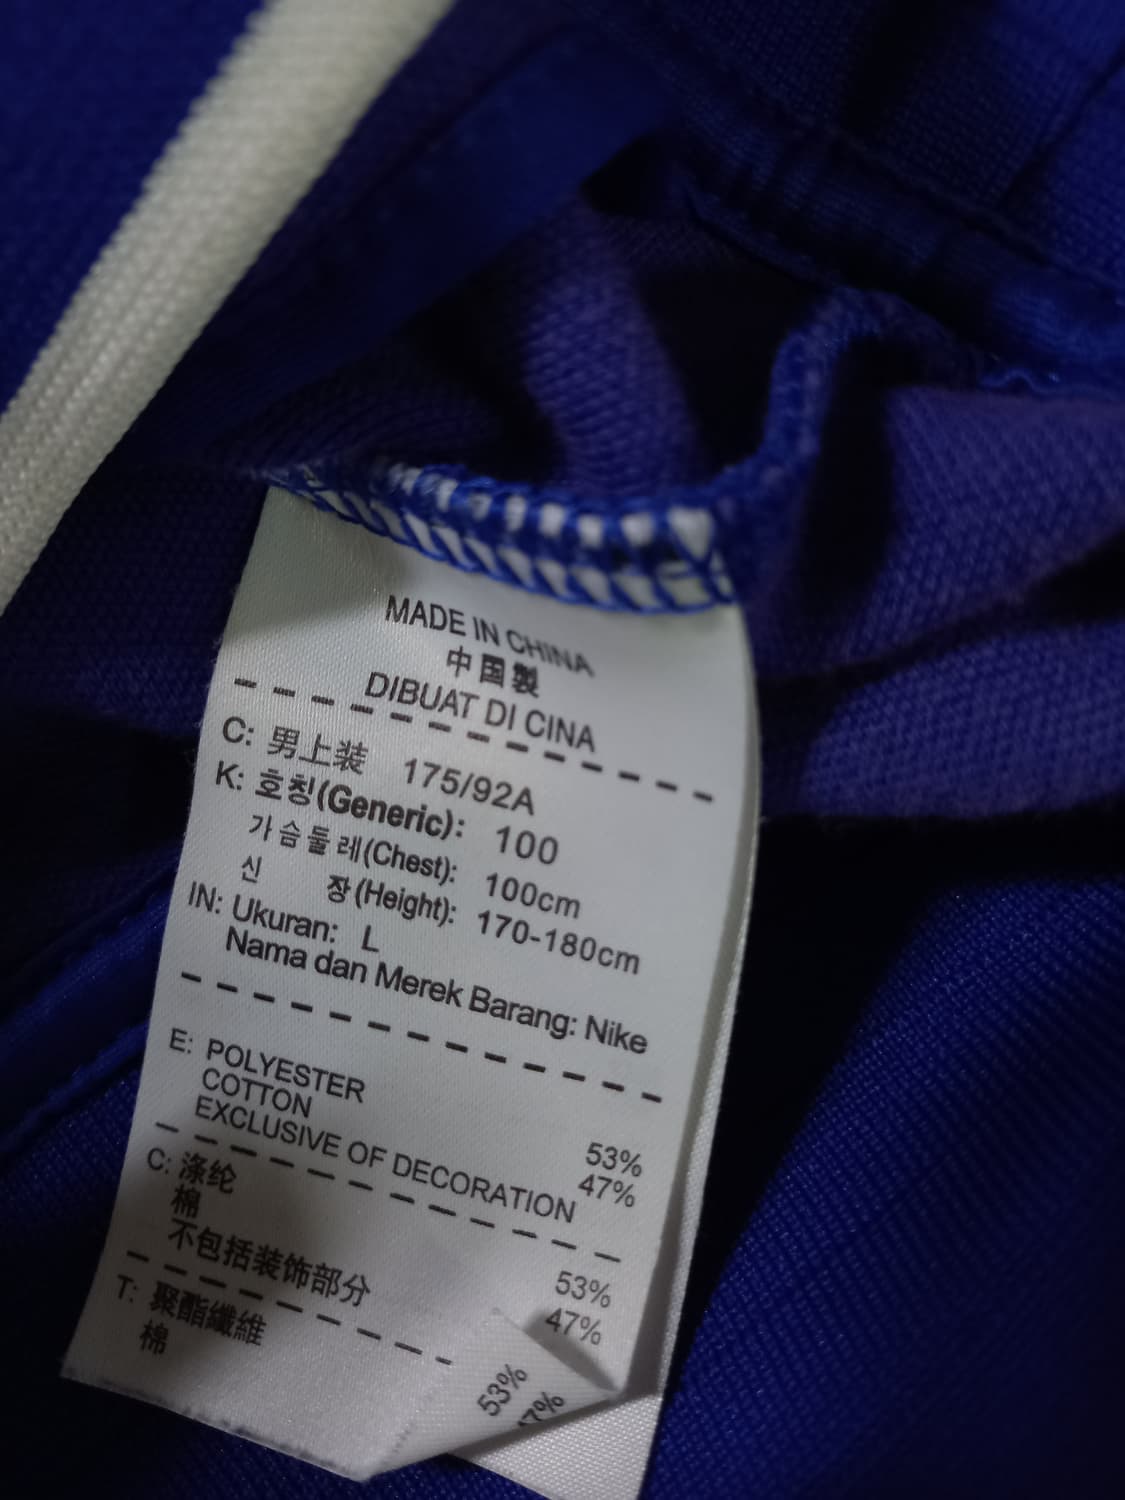 MADE IN CHINA
中国製
DIBUAT DI CINA
C: 男上装 175/92A
K: 호칭(Generic): 100
가슴둘레(Chest): 100cm
신 장(Height): 170-180cm
IN: Ukuran: L
Nama dan Merek Barang: Nike
E: POLYESTER 53%
COTTON 47%
EXCLUSIVE OF DECORATION
C: 涤纶 53%
棉 47%
不包括装饰部分
T: 聚酯纖維 53%
棉 7%